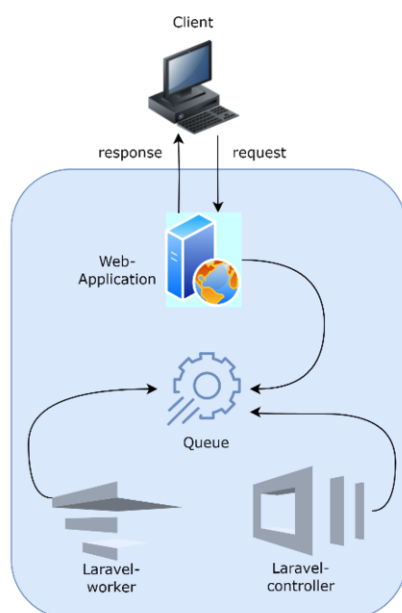 Client
response
request
Web-
Application
Queue
Laravel-
worker
Laravel-
controller